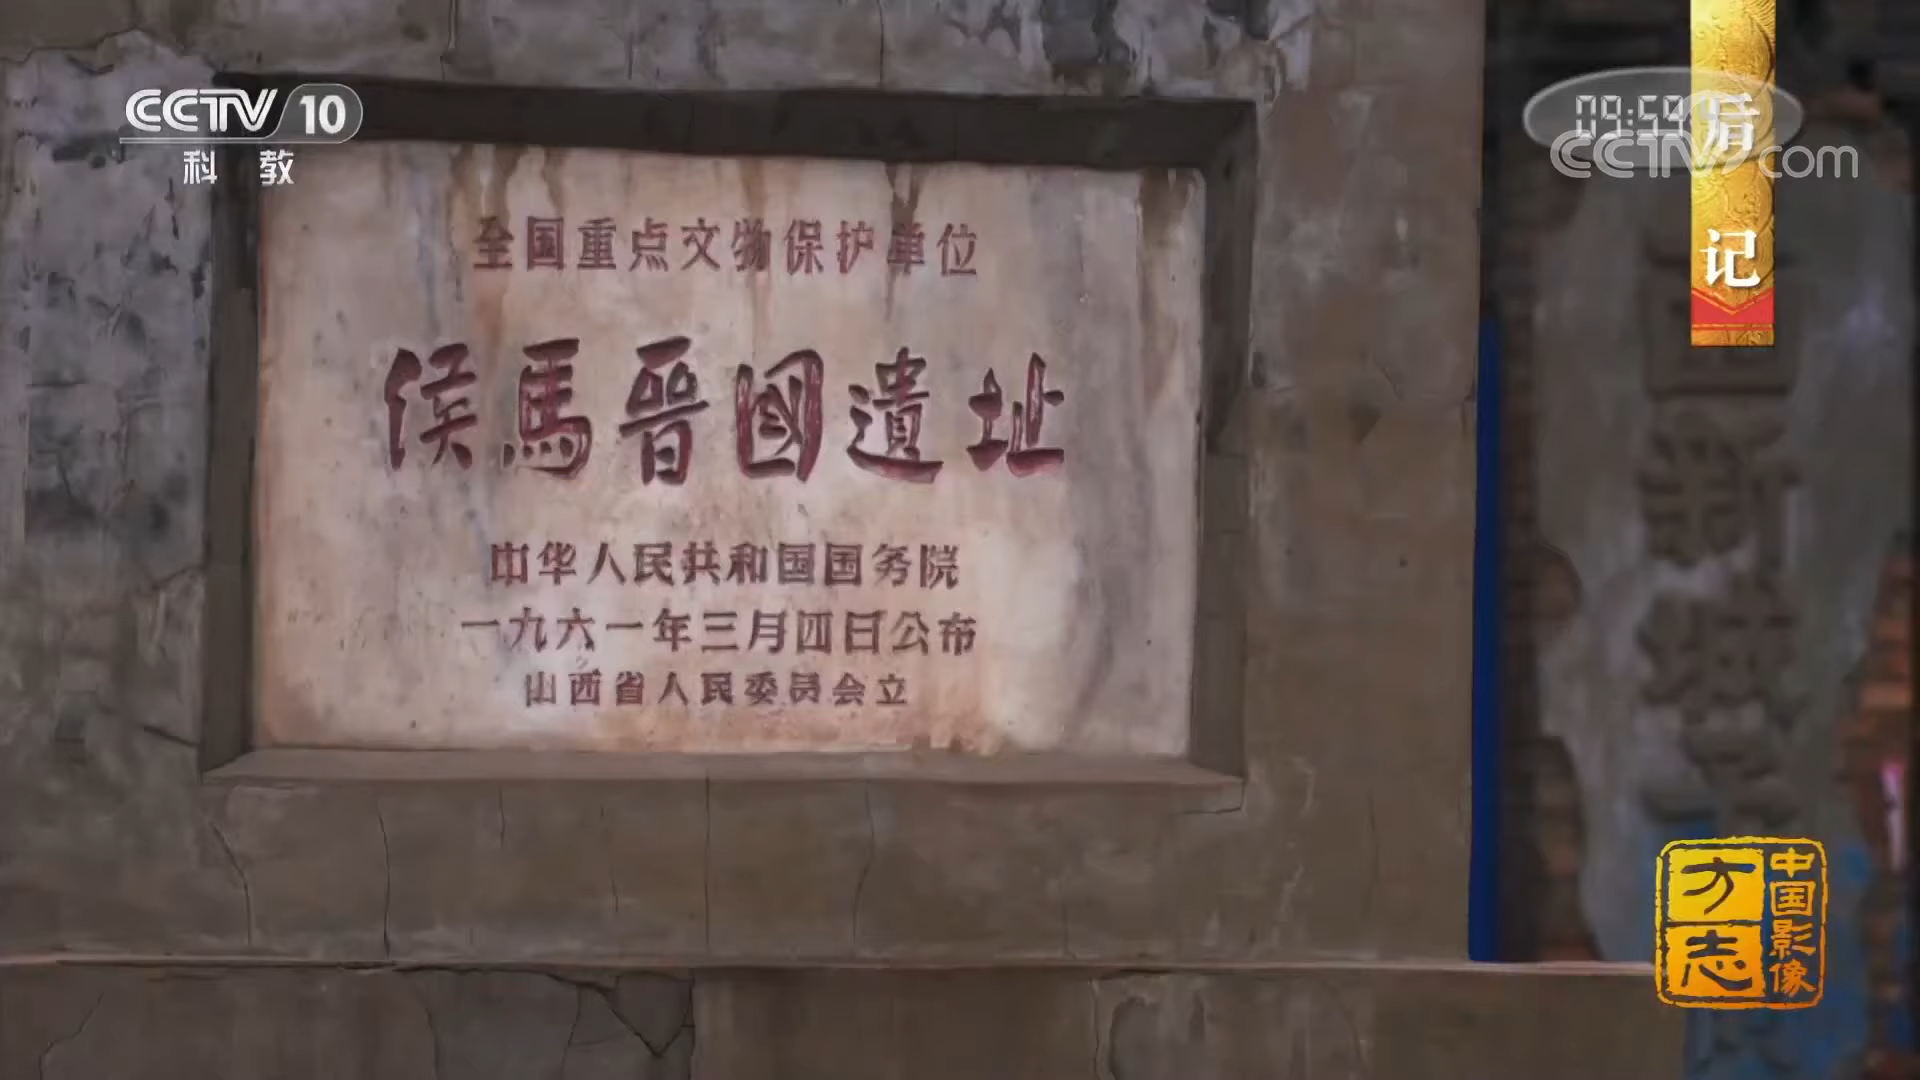 CCTV 10
科 教
09:59
CCTV.com
后记
全国重点文物保护单位
侯馬晋國遺址
中华人民共和国国务院
一九六一年三月四日公布
山西省人民委员会立
新
中国影像
方志